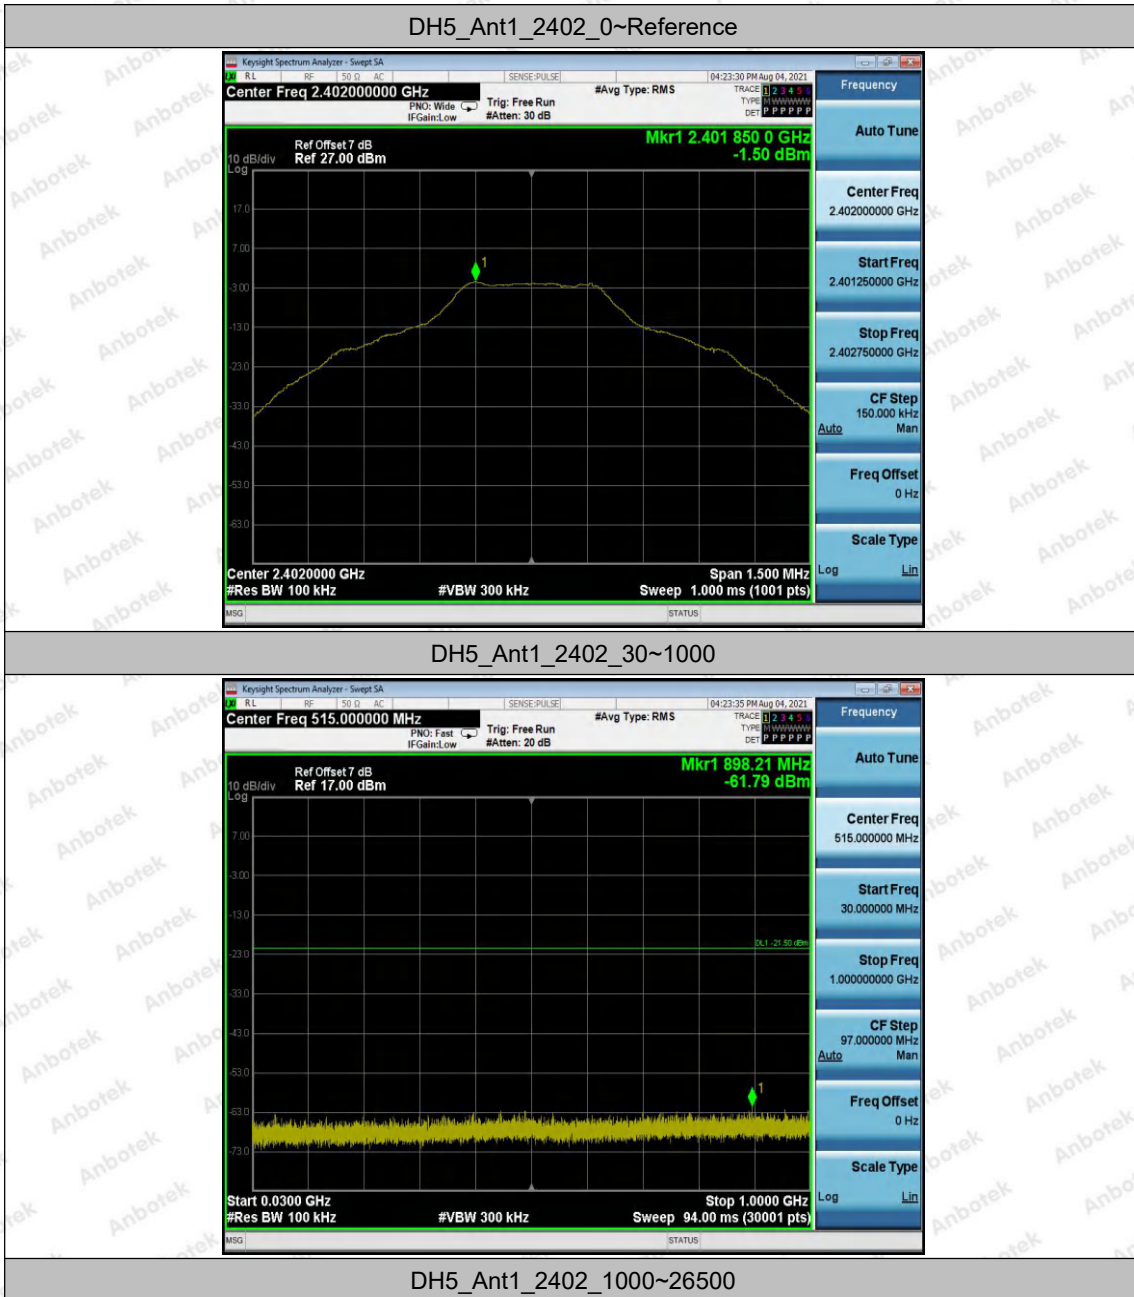 DH5_Ant1_2402_0~Reference
Keysight Spectrum Analyzer - Swept SA
RL RF 50 Ω AC SENSE:PULSE 04:23:30 PM Aug 04, 2021
Center Freq 2.402000000 GHz #Avg Type: RMS TRACE 1 2 3 4 5 6
PNO: Wide Trig: Free Run TYPE M WWWWW
IFGain:Low #Atten: 30 dB DET P P P P P P
Frequency
Mkr1 2.401 850 0 GHz
-1.50 dBm
Ref Offset 7 dB
10 dB/div Ref 27.00 dBm
Log
17.0
7.00
-3.00
-13.0
-23.0
-33.0
-43.0
-53.0
-63.0
1
Center 2.4020000 GHz Span 1.500 MHz
#Res BW 100 kHz #VBW 300 kHz Sweep 1.000 ms (1001 pts)
MSG STATUS
Auto Tune
Center Freq
2.402000000 GHz
Start Freq
2.401250000 GHz
Stop Freq
2.402750000 GHz
CF Step
150.000 kHz
Auto Man
Freq Offset
0 Hz
Scale Type
Log Lin
DH5_Ant1_2402_30~1000
Keysight Spectrum Analyzer - Swept SA
RL RF 50 Ω AC SENSE:PULSE 04:23:35 PM Aug 04, 2021
Center Freq 515.000000 MHz #Avg Type: RMS TRACE 1 2 3 4 5 6
PNO: Fast Trig: Free Run TYPE M WWWWW
IFGain:Low #Atten: 20 dB DET P P P P P P
Frequency
Mkr1 898.21 MHz
-61.79 dBm
Ref Offset 7 dB
10 dB/div Ref 17.00 dBm
Log
7.00
-3.00
-13.0
-23.0
-33.0
-43.0
-53.0
-63.0
-73.0
DL1 -21.50 dBm
1
Start 0.0300 GHz Stop 1.0000 GHz
#Res BW 100 kHz #VBW 300 kHz Sweep 94.00 ms (30001 pts)
MSG STATUS
Auto Tune
Center Freq
515.000000 MHz
Start Freq
30.000000 MHz
Stop Freq
1.000000000 GHz
CF Step
97.000000 MHz
Auto Man
Freq Offset
0 Hz
Scale Type
Log Lin
DH5_Ant1_2402_1000~26500
Anbotek